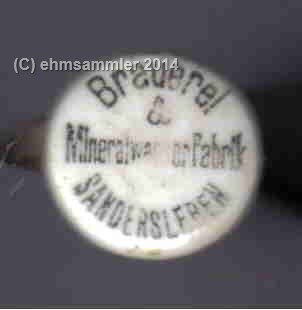 (C) ehmsammler 2014
Brauerei
&
Mineralwasser Fabrik
SANDERSLEBEN